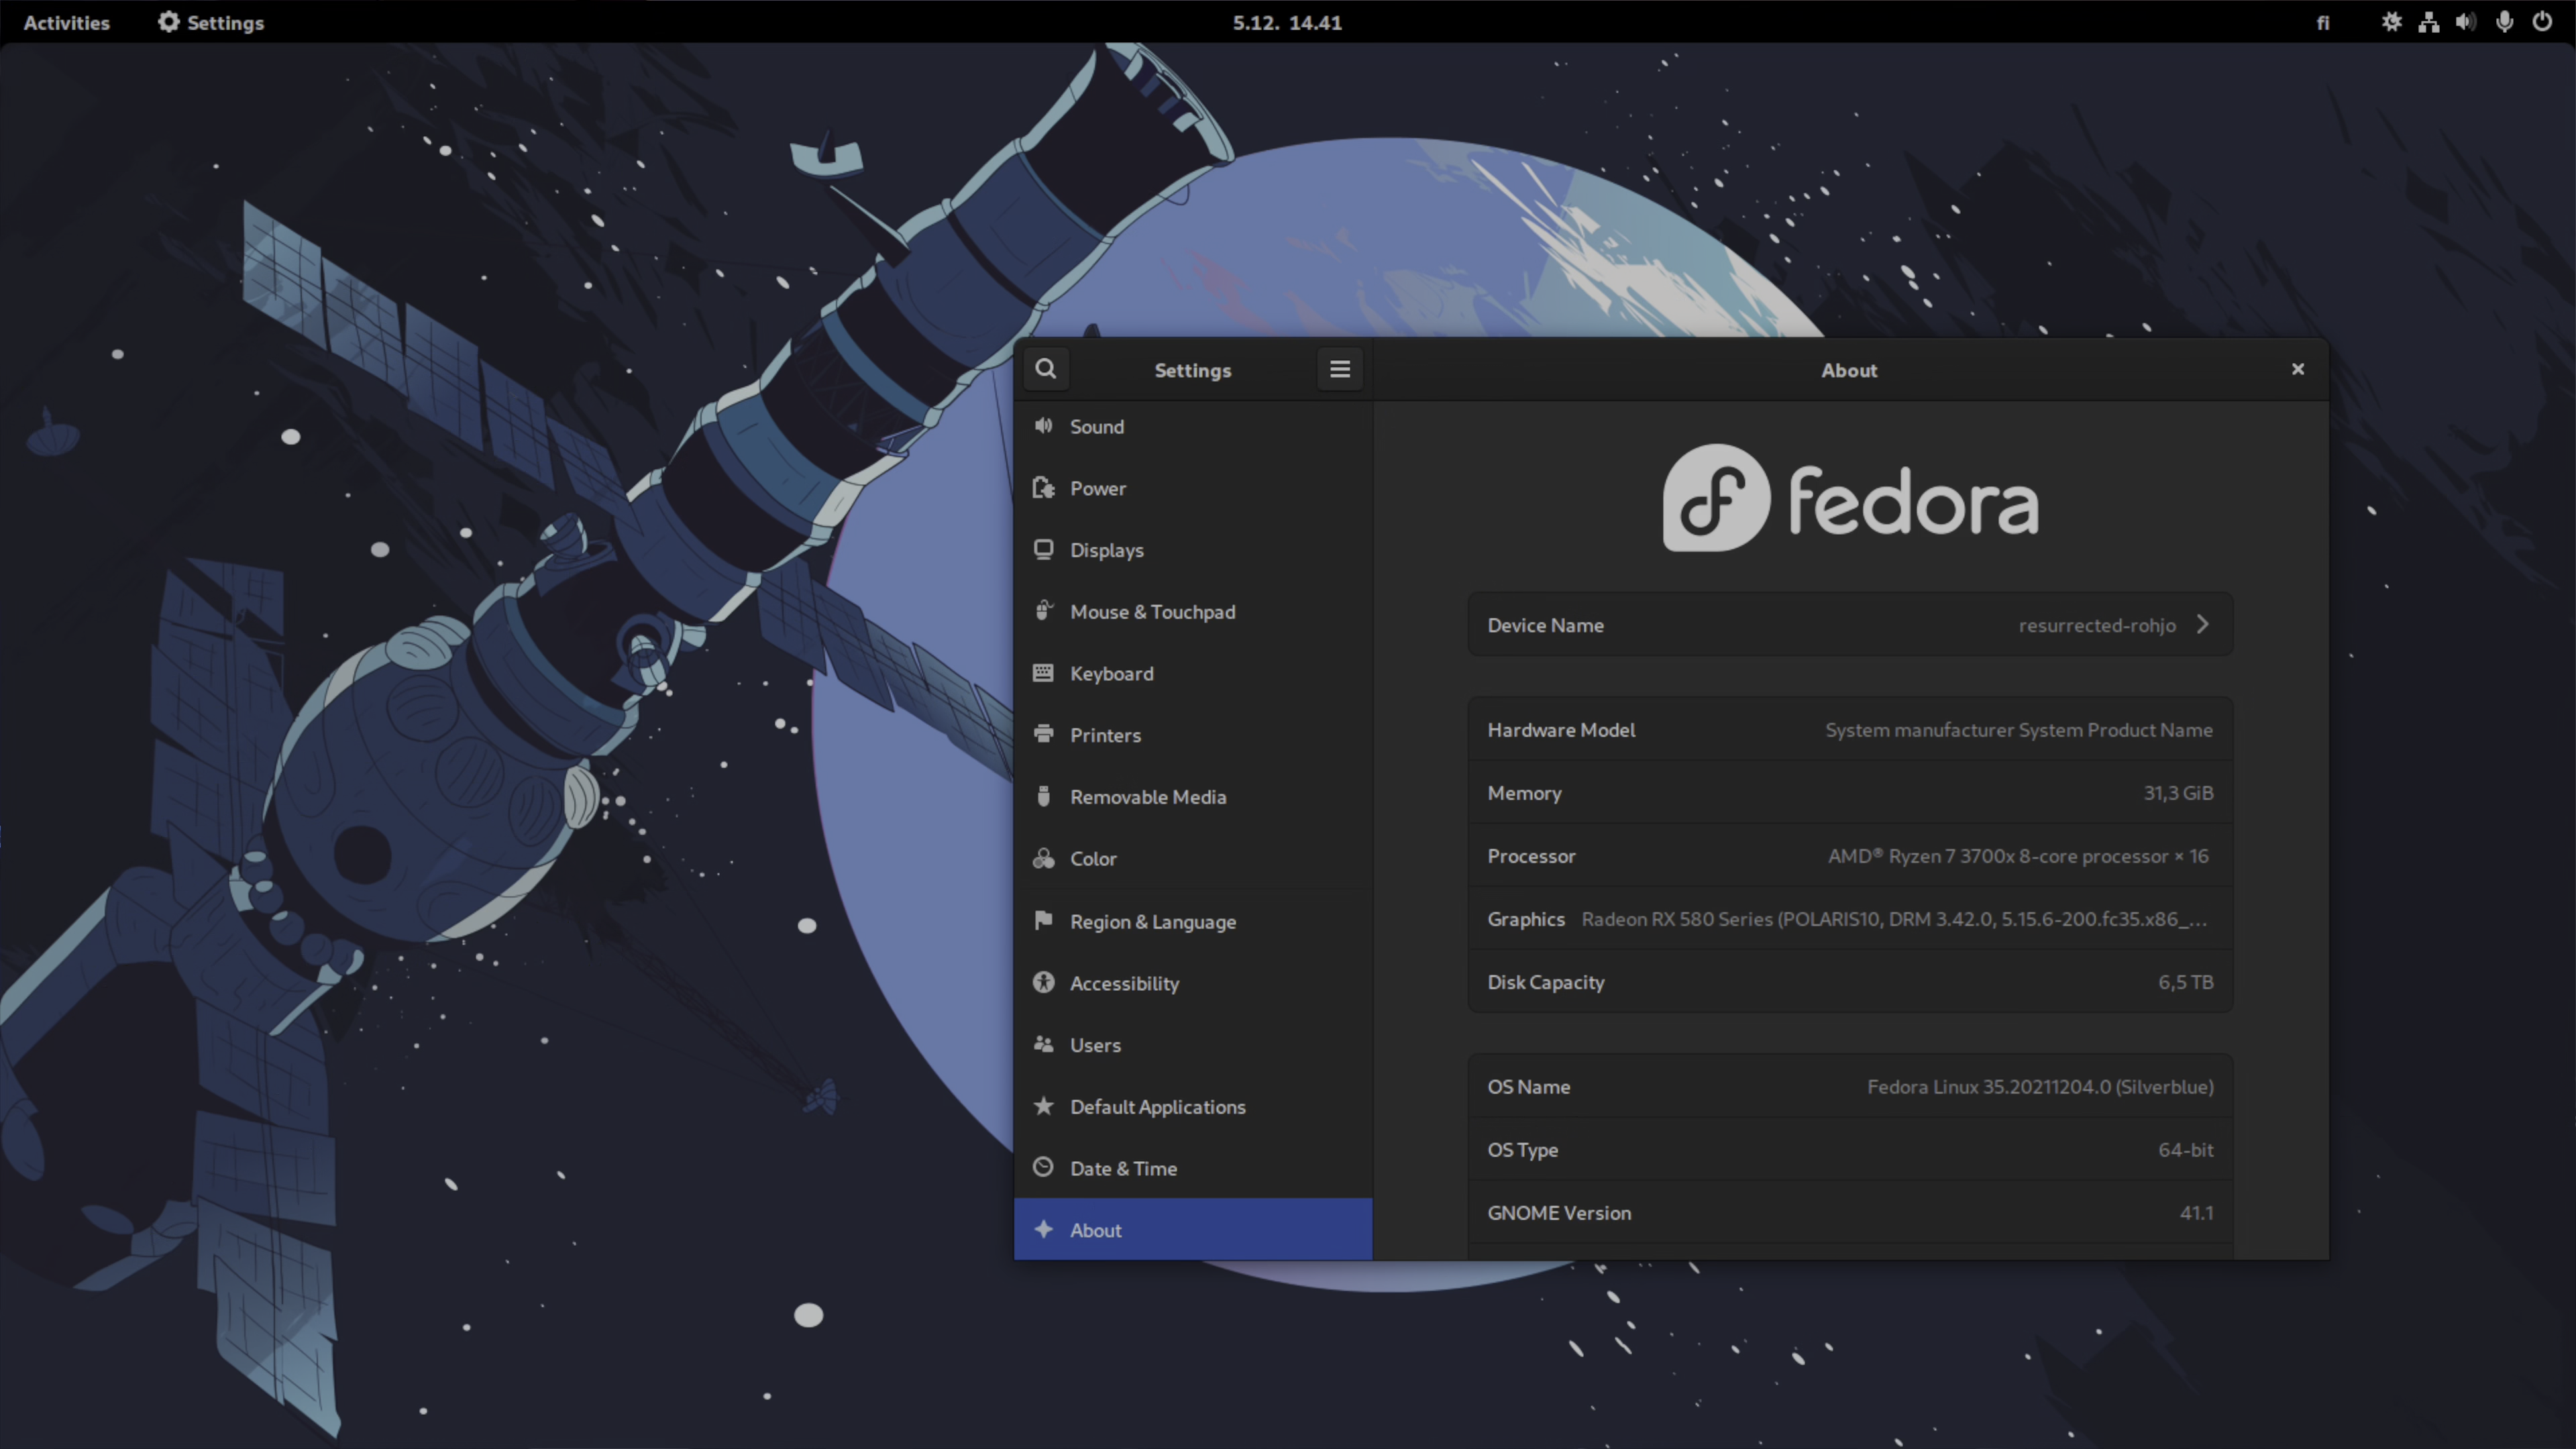 Activities Settings 5.12. 14.41 fi
Settings About
Sound
Power
Displays
Mouse & Touchpad
Keyboard
Printers
Removable Media
Color
Region & Language
Accessibility
Users
Default Applications
Date & Time
About
fedora
Device Name resurrected-rohjo
Hardware Model System manufacturer System Product Name
Memory 31,3 GiB
Processor AMD® Ryzen 7 3700x 8-core processor × 16
Graphics Radeon RX 580 Series (POLARIS10, DRM 3.42.0, 5.15.6-200.fc35.x86_...
Disk Capacity 6,5 TB
OS Name Fedora Linux 35.20211204.0 (Silverblue)
OS Type 64-bit
GNOME Version 41.1